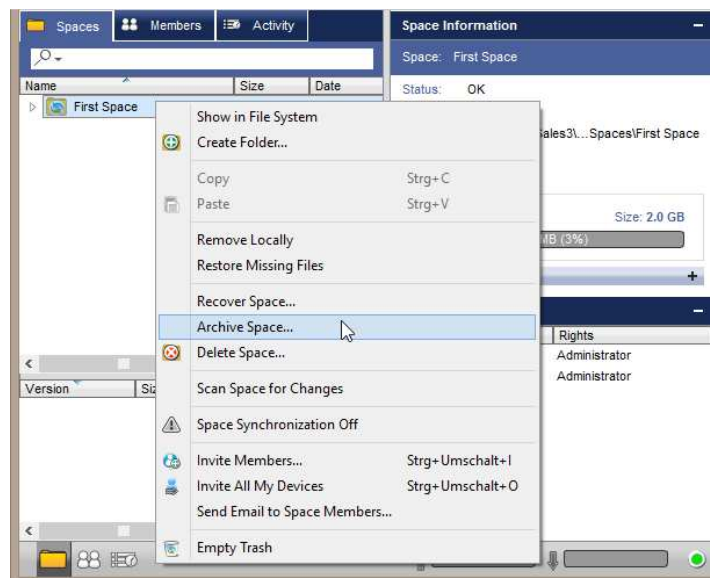 Spaces Members Activity Space Information
Space: First Space
Name Size Date
Status: OK
First Space
Show in File System
Create Folder...
ales3\...Spaces\First Space
Copy Strg+C
Paste Strg+V
Size: 2.0 GB
Remove Locally
MB (3%)
Restore Missing Files
Recover Space...
Archive Space...
Rights
Delete Space...
Administrator
Administrator
Version
Scan Space for Changes
Space Synchronization Off
Invite Members... Strg+Umschalt+I
Invite All My Devices Strg+Umschalt+O
Send Email to Space Members...
Empty Trash